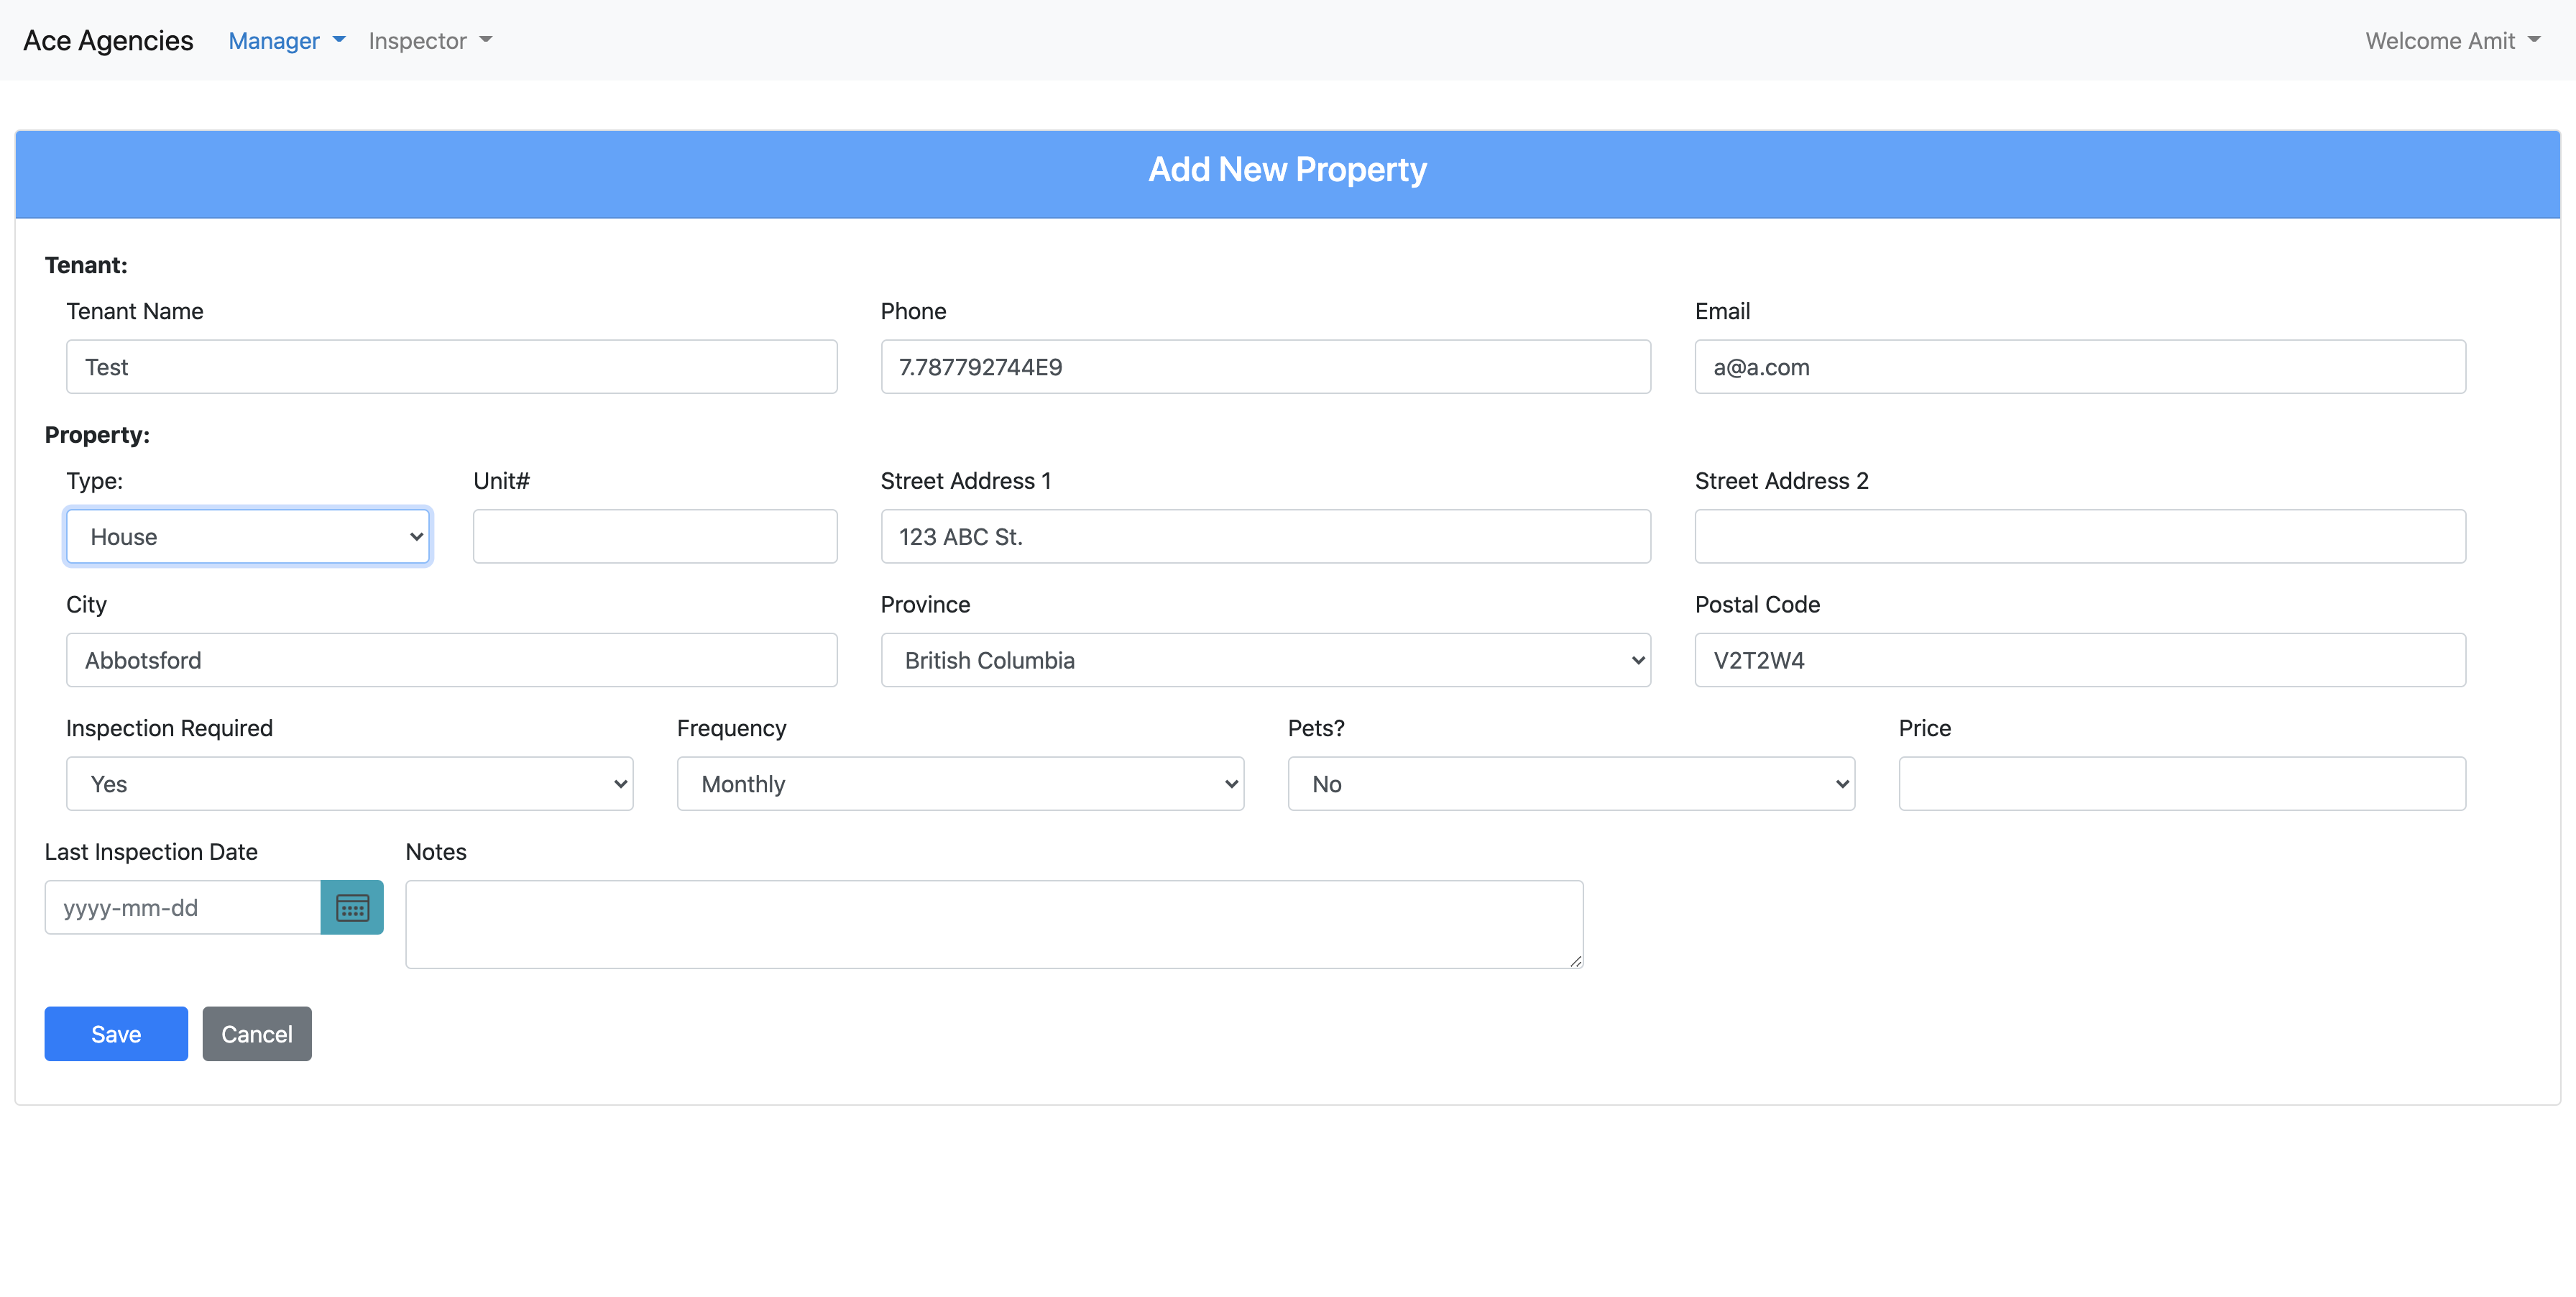 Ace Agencies Manager Inspector Welcome Amit
Add New Property
Tenant:
Tenant Name Phone Email
Test 7.787792744E9 a@a.com
Property:
Type: Unit# Street Address 1 Street Address 2
House 123 ABC St.
City Province Postal Code
Abbotsford British Columbia V2T2W4
Inspection Required Frequency Pets? Price
Yes Monthly No
Last Inspection Date Notes
yyyy-mm-dd
Save Cancel